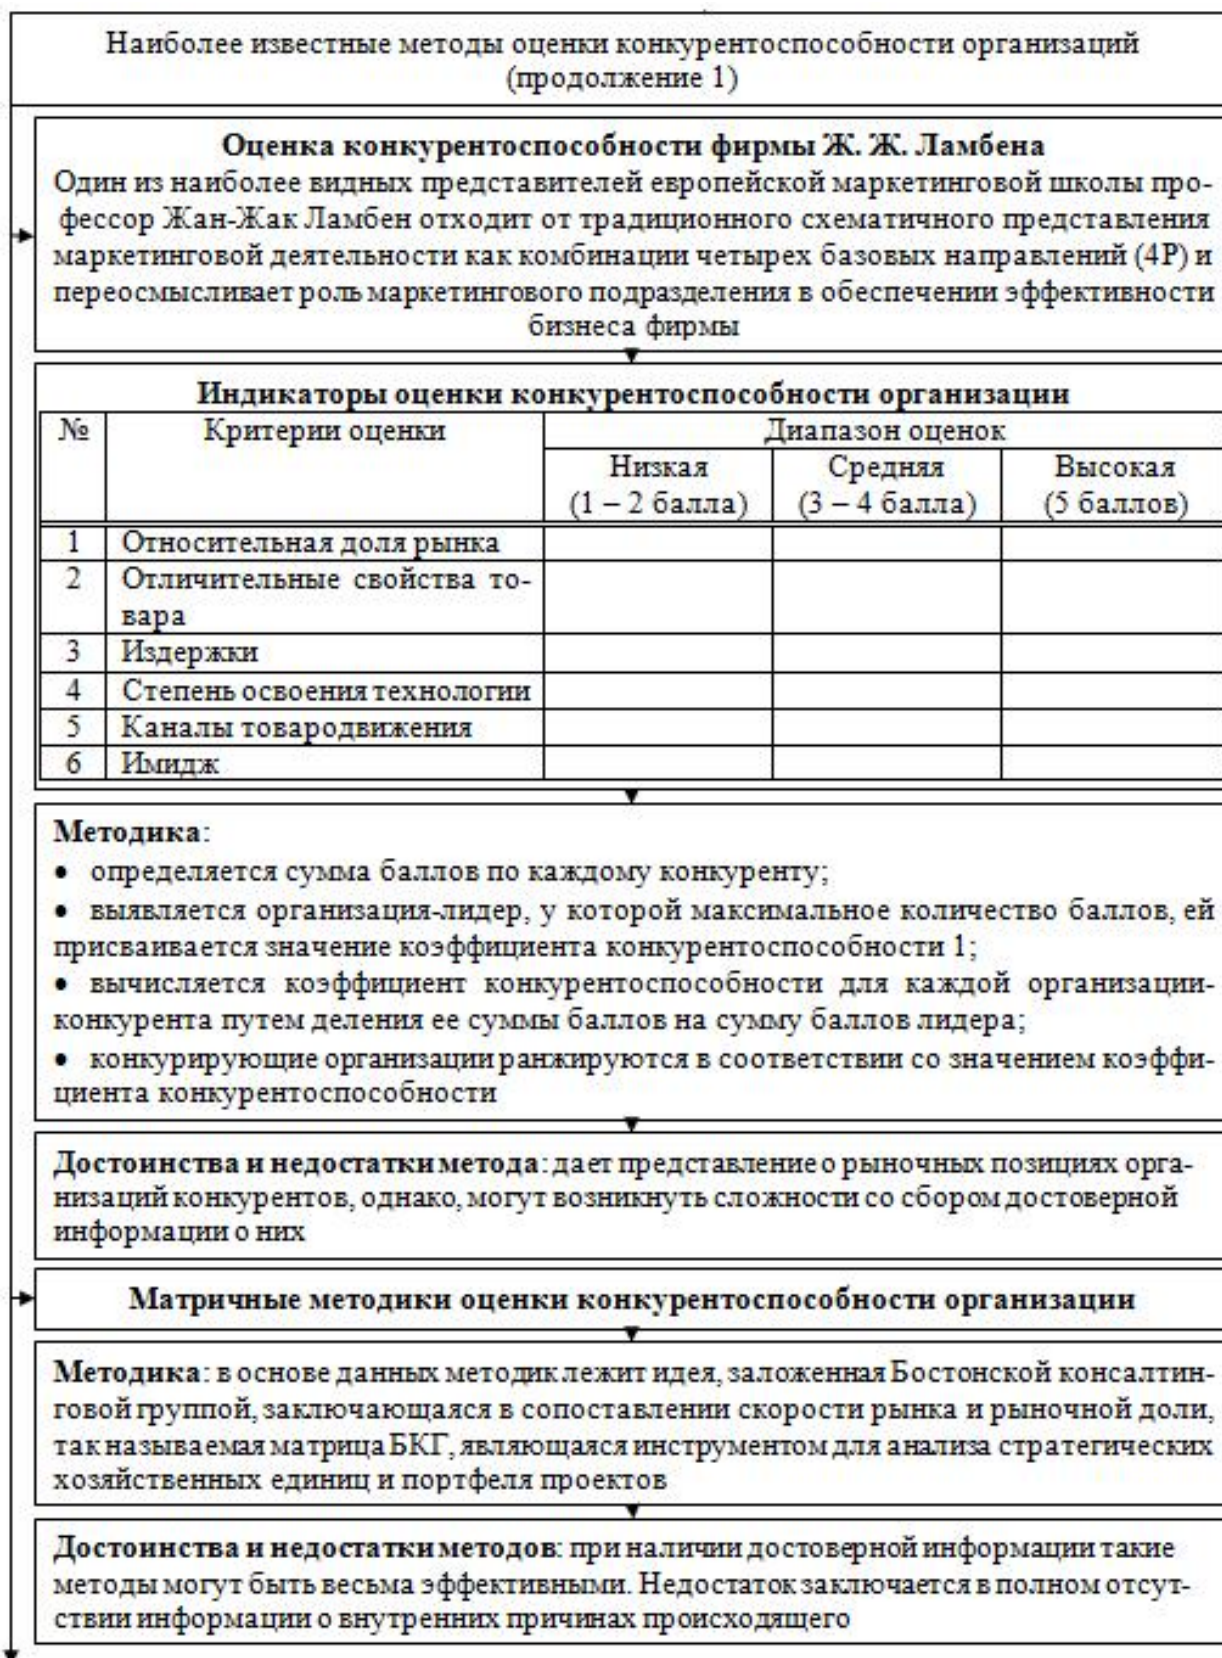 Наиболее известные методы оценки конкурентоспособности организаций
(продолжение 1)
Оценка конкурентоспособности фирмы Ж. Ж. Ламбена
Один из наиболее видных представителей европейской маркетинговой школы про-
фессор Жан-Жак Ламбен отходит от традиционного схематичного представления
маркетинговой деятельности как комбинации четырех базовых направлений (4Р) и
переосмысливает роль маркетингового подразделения в обеспечении эффективности
бизнеса фирмы
Индикаторы оценки конкурентоспособности организации
№ Критерии оценки Диапазон оценок
Низкая Средняя Высокая
(1 – 2 балла) (3 – 4 балла) (5 баллов)
1 Относительная доля рынка
2 Отличительные свойства то-
вара
3 Издержки
4 Степень освоения технологии
5 Каналы товародвижения
6 Имидж
Методика:
• определяется сумма баллов по каждому конкуренту;
• выявляется организация-лидер, у которой максимальное количество баллов, ей
присваивается значение коэффициента конкурентоспособности 1;
• вычисляется коэффициент конкурентоспособности для каждой организации-
конкурента путем деления ее суммы баллов на сумму баллов лидера;
• конкурирующие организации ранжируются в соответствии со значением коэффи-
циента конкурентоспособности
Достоинства и недостатки метода: дает представление о рыночных позициях орга-
низаций конкурентов, однако, могут возникнуть сложности со сбором достоверной
информации о них
Матричные методики оценки конкурентоспособности организации
Методика: в основе данных методик лежит идея, заложенная Бостонской консалтин-
говой группой, заключающаяся в сопоставлении скорости рынка и рыночной доли,
так называемая матрица БКГ, являющаяся инструментом для анализа стратегических
хозяйственных единиц и портфеля проектов
Достоинства и недостатки методов: при наличии достоверной информации такие
методы могут быть весьма эффективными. Недостаток заключается в полном отсут-
ствии информации о внутренних причинах происходящего